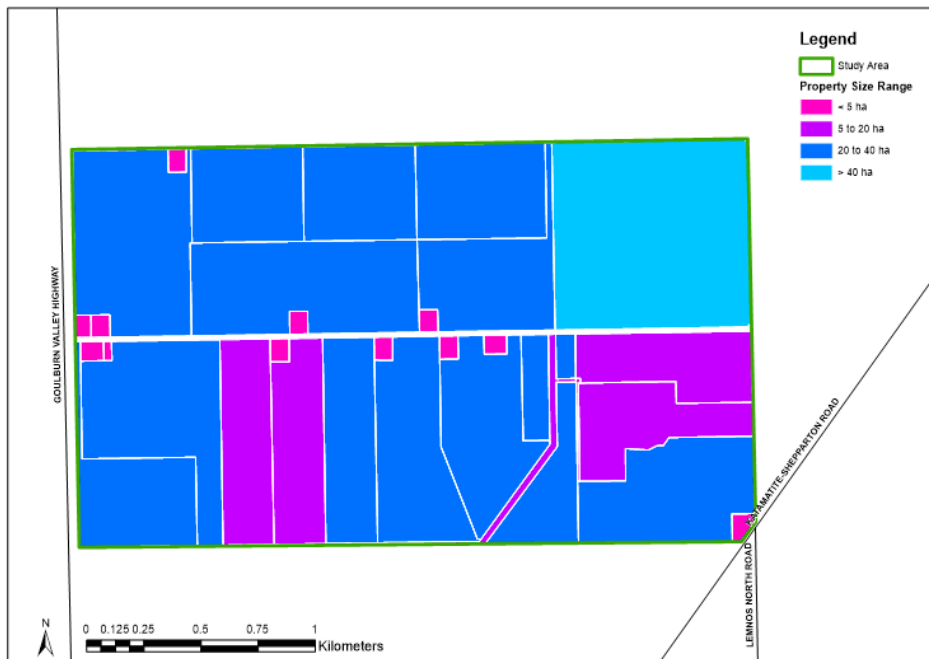 Legend
Study Area
Property Size Range
< 5 ha
5 to 20 ha
20 to 40 ha
> 40 ha
GOULBURN VALLEY HIGHWAY
KATAMATITE-SHEPPARTON ROAD
LEMNOS NORTH ROAD
N
0 0.125 0.25 0.5 0.75 1
Kilometers